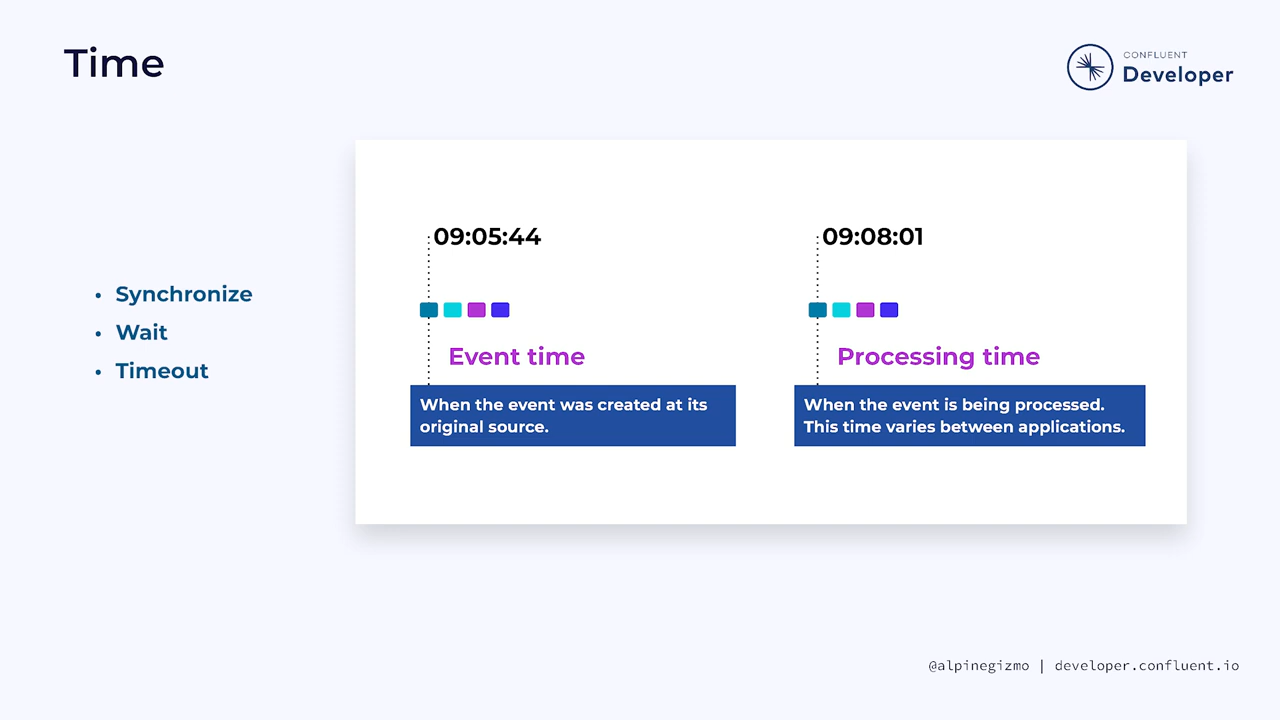 Time
CONFLUENT
Developer
• Synchronize
• Wait
• Timeout
09:05:44
Event time
When the event was created at its
original source.
09:08:01
Processing time
When the event is being processed.
This time varies between applications.
@alpinegizmo | developer.confluent.io